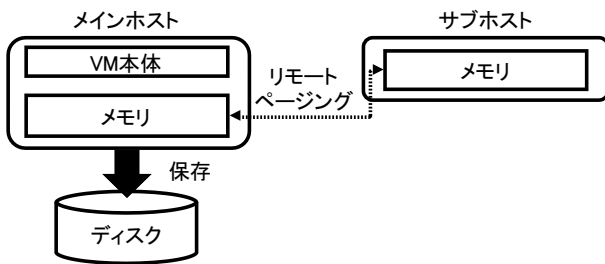 メインホスト
サブホスト
VM本体
メモリ
リモート
ページング
メモリ
保存
ディスク